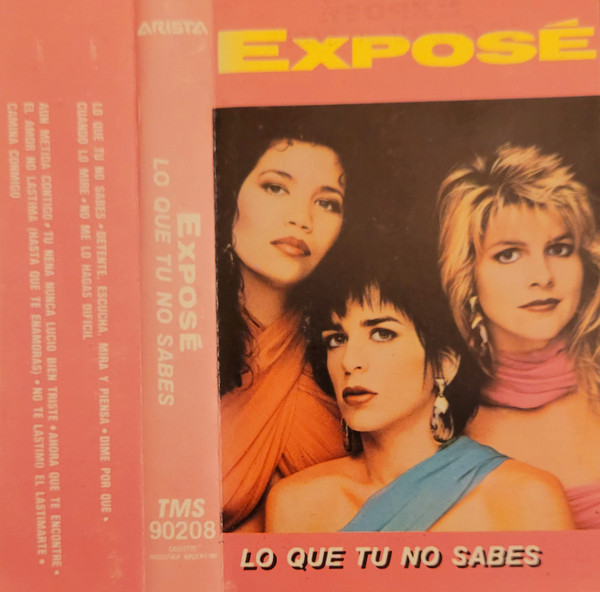 EXPOSÉ
LO QUE TU NO SABES
ARISTA
EXPOSÉ
LO QUE TU NO SABES
TMS
90208
CASSETTE
LO QUE TU NO SABES • DETENTE, ESCUCHA, MIRA Y PIENSA • DIME POR QUE •
CUANDO LO MIRE • NO ME LO HAGAS DIFICIL
AUN METIDA CONTIGO • TU NENA NUNCA LUCIO BIEN TRISTE • AHORA QUE TE ENCONTRE •
EL AMOR NO LASTIMA (HASTA QUE TE ENAMORAS) • NO TE LASTIMO EL LASTIMARTE •
CAMINA CONMIGO